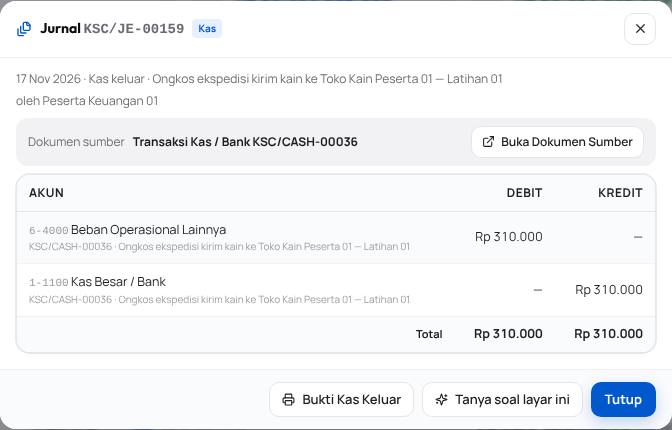 Jurnal KSC/JE-00159 Kas
17 Nov 2026 · Kas keluar · Ongkos ekspedisi kirim kain ke Toko Kain Peserta 01 — Latihan 01
oleh Peserta Keuangan 01
Dokumen sumber Transaksi Kas / Bank KSC/CASH-00036 Buka Dokumen Sumber
AKUN DEBIT KREDIT
6-4000 Beban Operasional Lainnya Rp 310.000 —
KSC/CASH-00036 · Ongkos ekspedisi kirim kain ke Toko Kain Peserta 01 — Latihan 01
1-1100 Kas Besar / Bank — Rp 310.000
KSC/CASH-00036 · Ongkos ekspedisi kirim kain ke Toko Kain Peserta 01 — Latihan 01
Total Rp 310.000 Rp 310.000
Bukti Kas Keluar Tanya soal layar ini Tutup